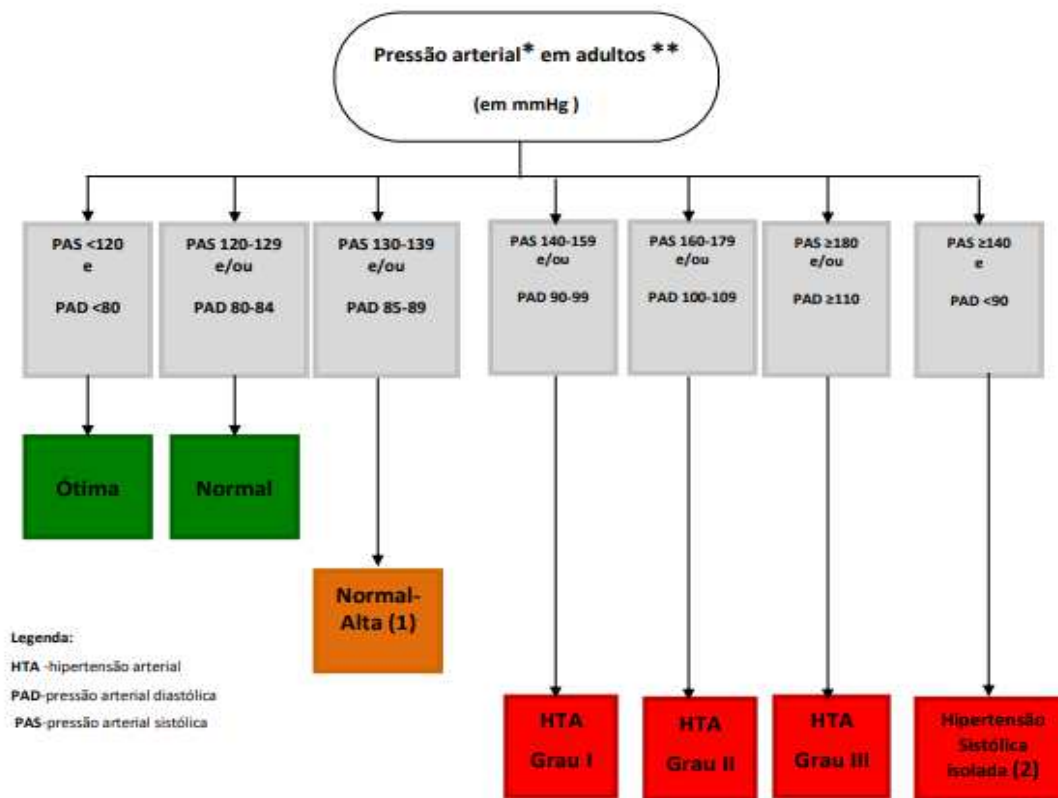 Pressão arterial* em adultos **
(em mmHg )
PAS <120
e
PAD <80
PAS 120-129
e/ou
PAD 80-84
PAS 130-139
e/ou
PAD 85-89
PAS 140-159
e/ou
PAD 90-99
PAS 160-179
e/ou
PAD 100-109
PAS ≥180
e/ou
PAD ≥110
PAS ≥140
e
PAD <90
Ótima
Normal
Normal-
Alta (1)
Legenda:
HTA -hipertensão arterial
PAD-pressão arterial diastólica
PAS-pressão arterial sistólica
HTA
Grau I
HTA
Grau II
HTA
Grau III
Hipertensão
Sistólica
isolada (2)